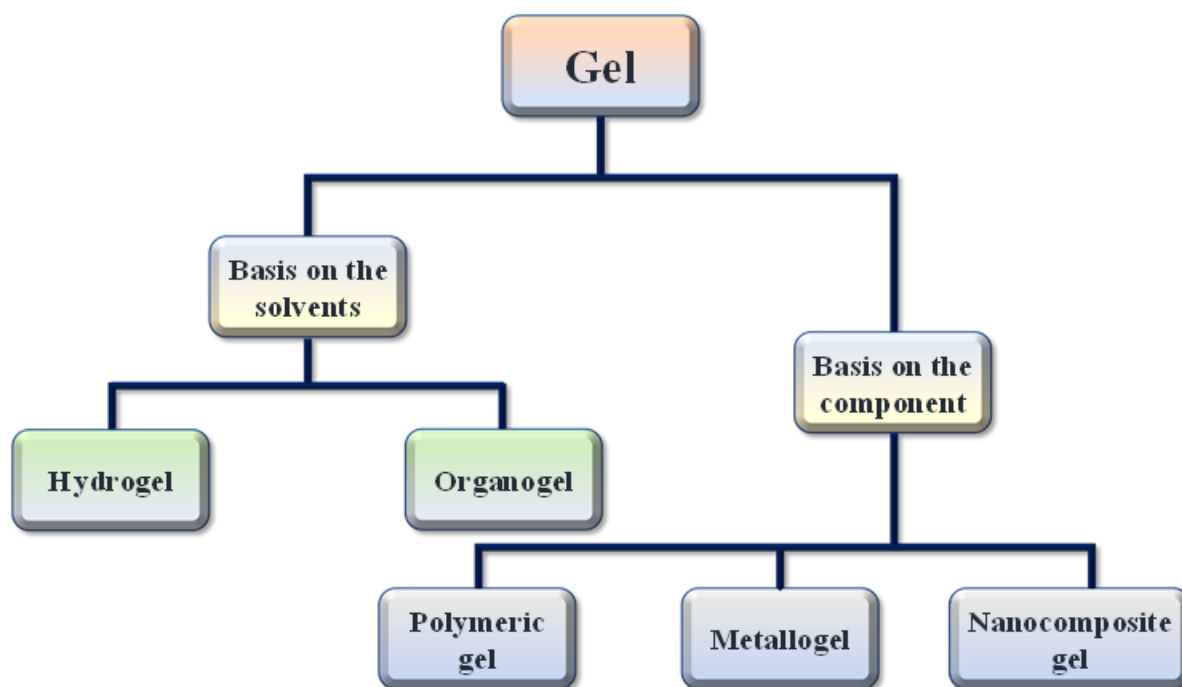 Gel
Basis on the
solvents
Basis on the
component
Hydrogel
Organogel
Polymeric
gel
Metallogel
Nanocomposite
gel